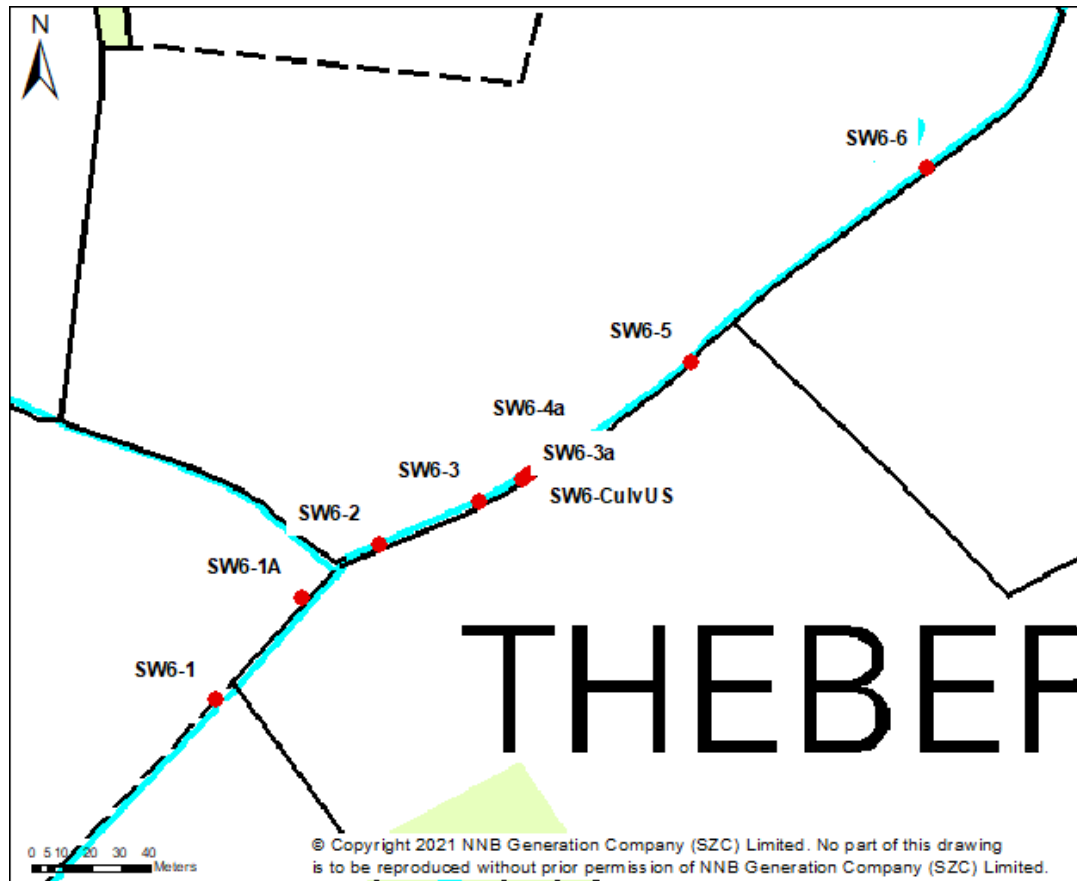 N
SW6-6
SW6-5
SW6-4a
SW6-3a
SW6-3
SW6-CulvUS
SW6-2
SW6-1A
SW6-1
THEBER
© Copyright 2021 NNB Generation Company (SZC) Limited. No part of this drawing
is to be reproduced without prior permission of NNB Generation Company (SZC) Limited.
0 5 10 20 30 40
Meters